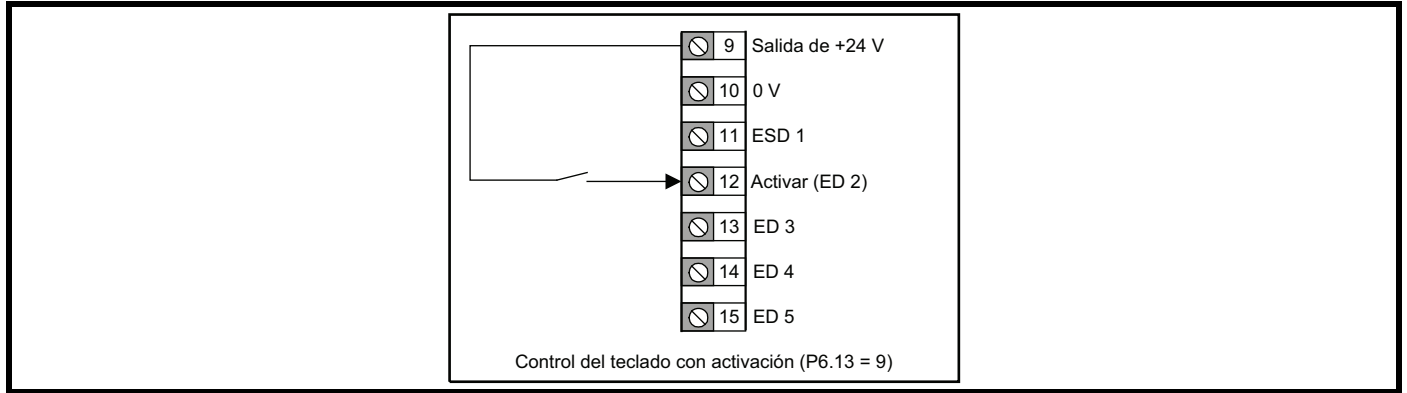 9 Salida de +24 V
10 0 V
11 ESD 1
12 Activar (ED 2)
13 ED 3
14 ED 4
15 ED 5
Control del teclado con activación (P6.13 = 9)